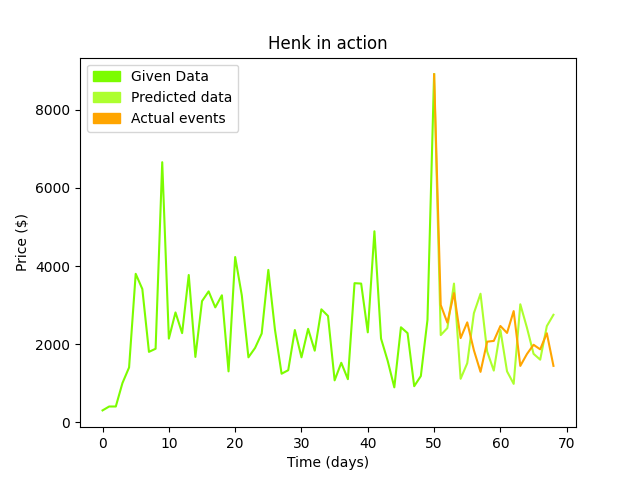 Henk in action
Given Data
Predicted data
Actual events
Price ($)
8000
6000
4000
2000
0
0 10 20 30 40 50 60 70
Time (days)